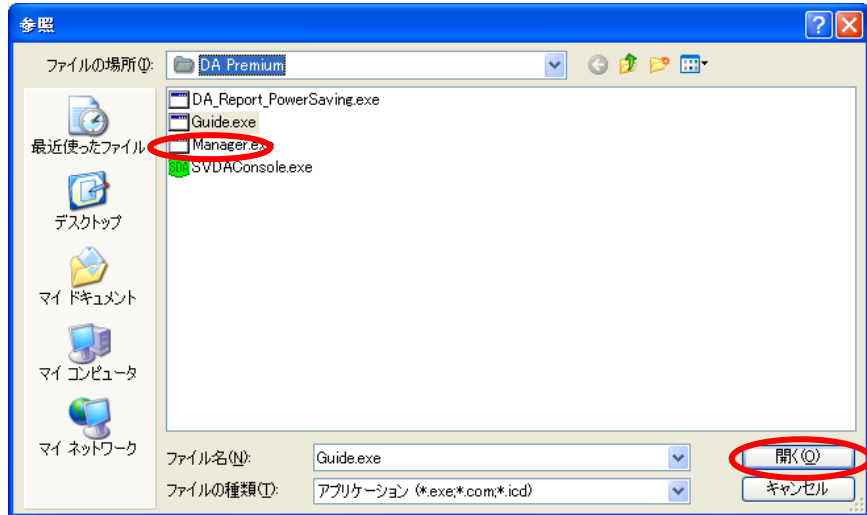 参照
ファイルの場所(I):
DA Premium
DA_Report_PowerSaving.exe
Guide.exe
Manager.exe
SVDAConsole.exe
最近使ったファイル
デスクトップ
マイ ドキュメント
マイ コンピュータ
マイ ネットワーク
ファイル名(N):
Guide.exe
開く(O)
ファイルの種類(T):
アプリケーション (*.exe;*.com;*.icd)
キャンセル
SDA